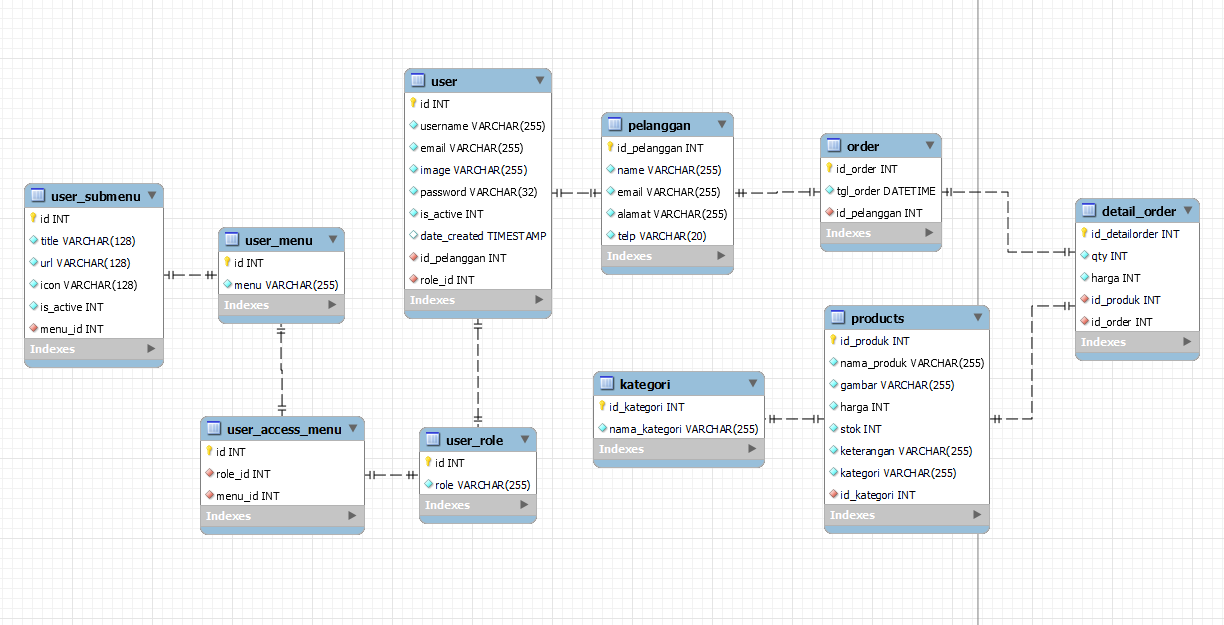 user
id INT
username VARCHAR(255)
email VARCHAR(255)
image VARCHAR(255)
password VARCHAR(32)
is_active INT
date_created TIMESTAMP
id_pelanggan INT
role_id INT
Indexes
pelanggan
id_pelanggan INT
name VARCHAR(255)
email VARCHAR(255)
alamat VARCHAR(255)
telp VARCHAR(20)
Indexes
order
id_order INT
tgl_order DATETIME
id_pelanggan INT
Indexes
user_submenu
id INT
title VARCHAR(128)
url VARCHAR(128)
icon VARCHAR(128)
is_active INT
menu_id INT
Indexes
user_menu
id INT
menu VARCHAR(255)
Indexes
detail_order
id_detailorder INT
qty INT
harga INT
id_produk INT
id_order INT
Indexes
products
id_produk INT
nama_produk VARCHAR(255)
gambar VARCHAR(255)
harga INT
stok INT
keterangan VARCHAR(255)
kategori VARCHAR(255)
id_kategori INT
Indexes
kategori
id_kategori INT
nama_kategori VARCHAR(255)
Indexes
user_access_menu
id INT
role_id INT
menu_id INT
Indexes
user_role
id INT
role VARCHAR(255)
Indexes